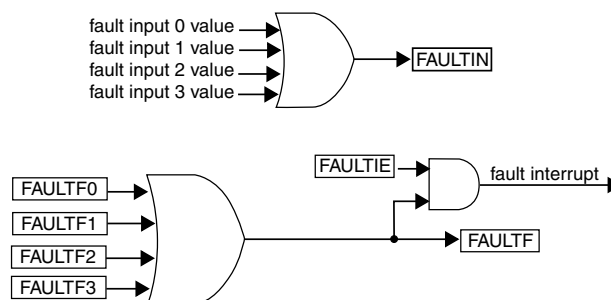 fault input 0 value
fault input 1 value
fault input 2 value
fault input 3 value
FAULTIN
FAULTIE
fault interrupt
FAULTF0
FAULTF1
FAULTF2
FAULTF3
FAULTF